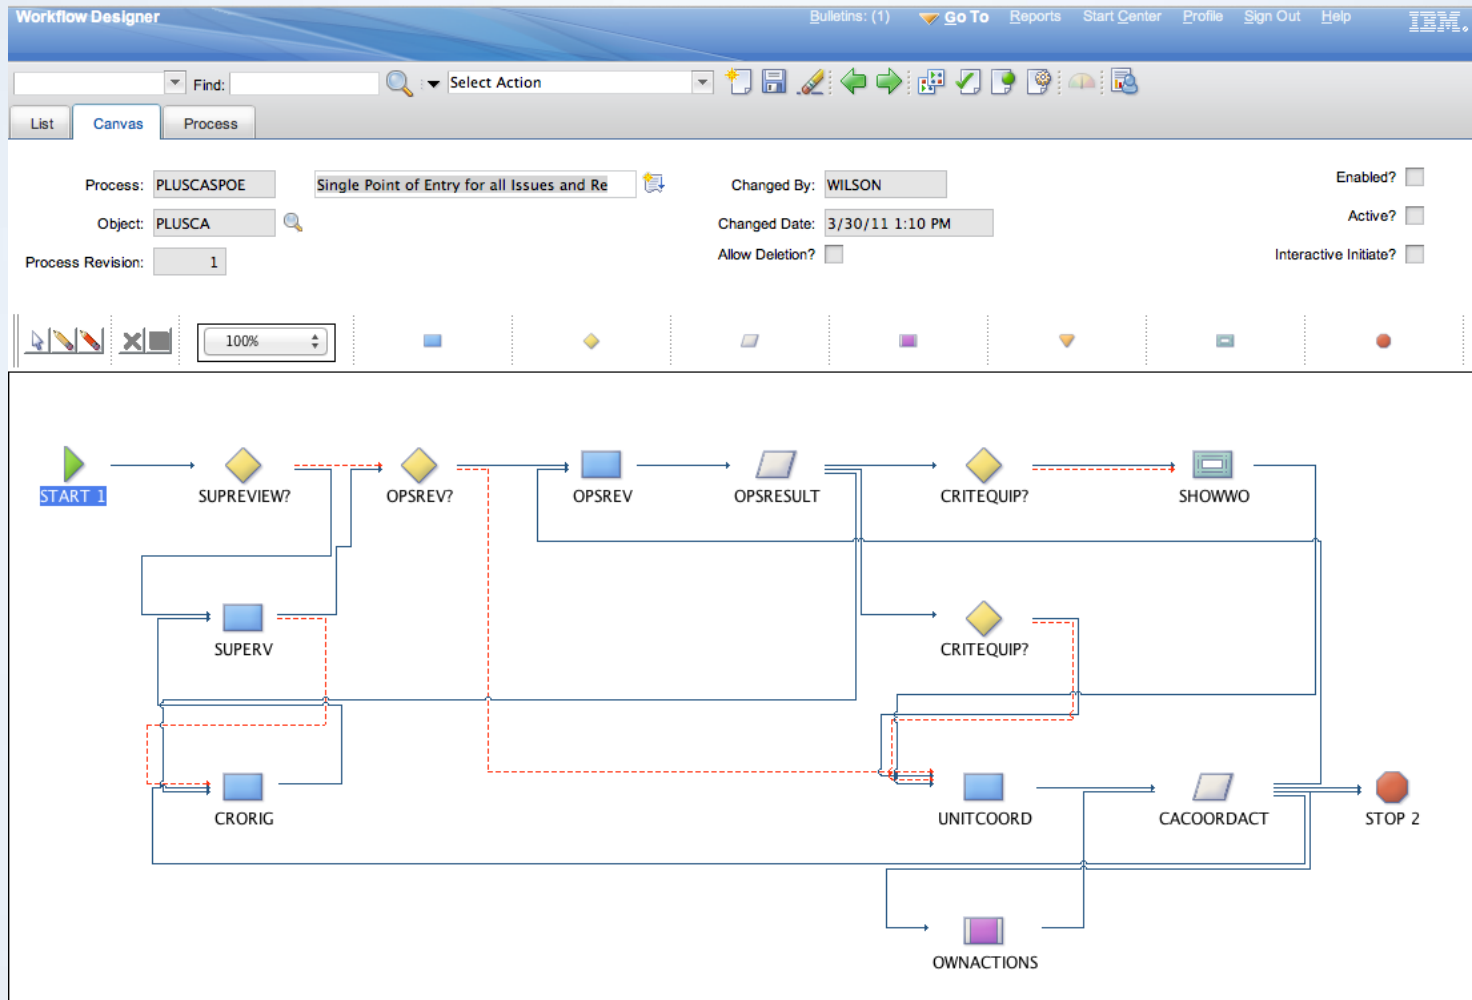 Workflow Designer
Bulletins: (1) Go To Reports Start Center Profile Sign Out Help IBM.
Find: Select Action
List Canvas Process
Process: PLUSCASPOE Single Point of Entry for all Issues and Re Changed By: WILSON Enabled?
Object: PLUSCA Changed Date: 3/30/11 1:10 PM Active?
Process Revision: 1 Allow Deletion? Interactive Initiate?
100%
START 1 SUPREVIEW? OPSREV? OPSREV OPSRESULT CRITEQUIP? SHOWWO
SUPERV CRITEQUIP?
CRORIG UNITCOORD CACOORDACT STOP 2
OWNACTIONS